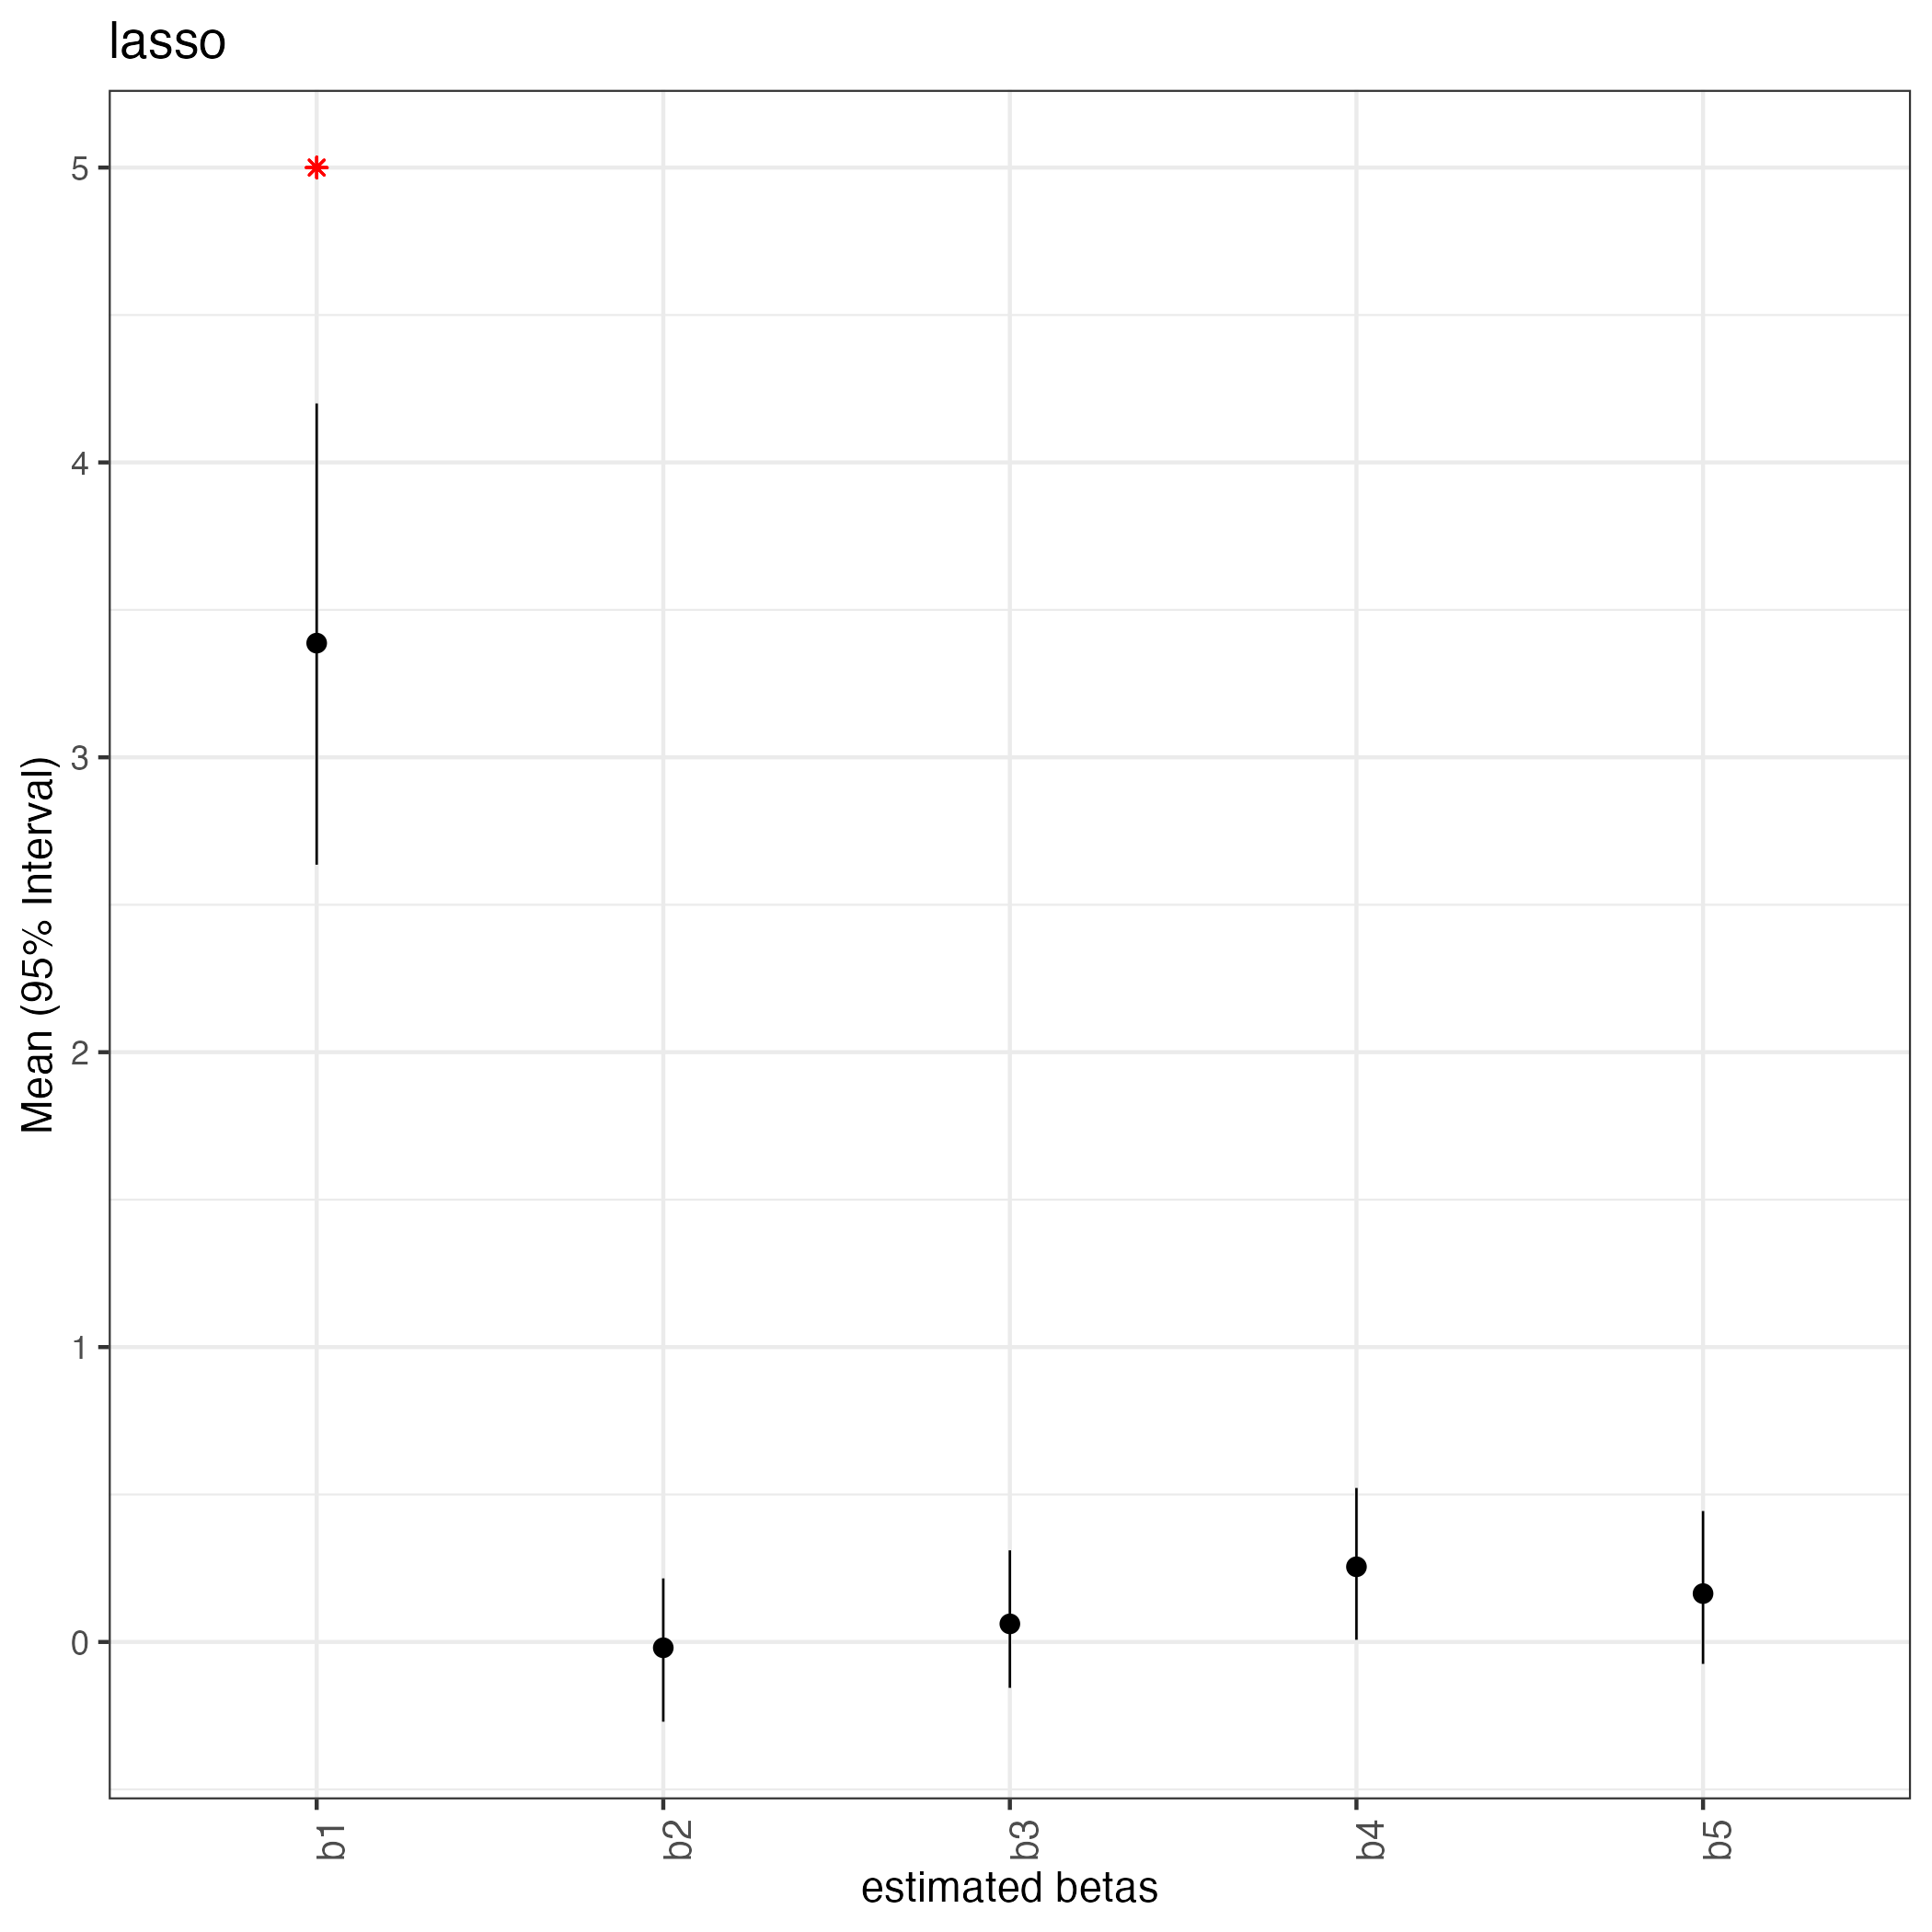 lasso
Mean (95% Interval)
5
4
3
2
1
0
b1
b2
b3
b4
b5
estimated betas